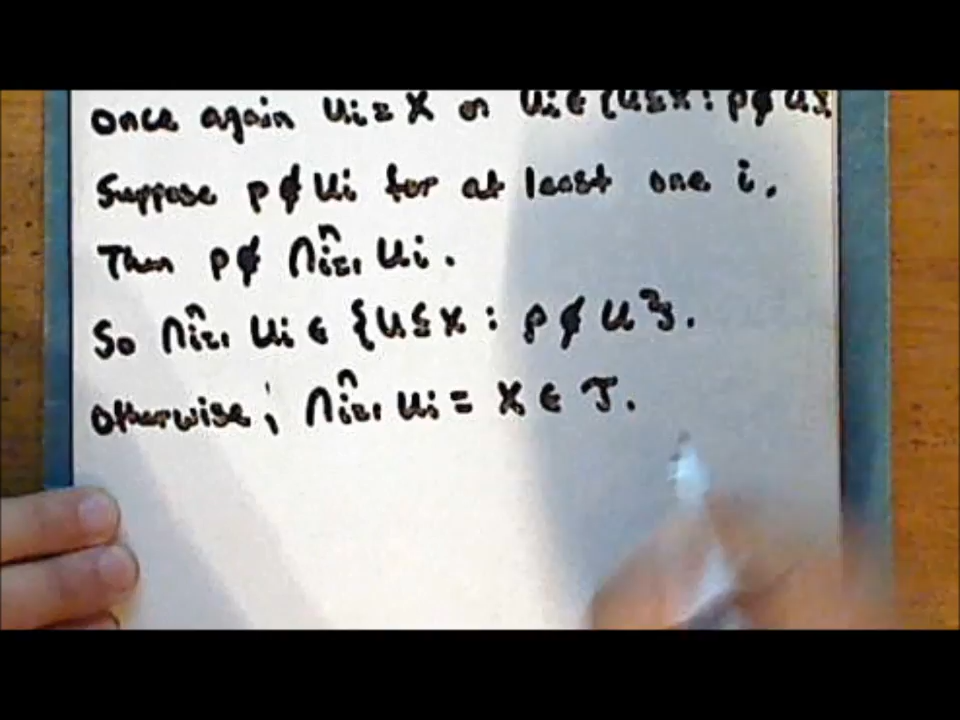 once again Ui = X or Ui ∈ {U ⊆ X : p ∉ U}
Suppose p ∉ Ui for at least one i.
Then p ∉ ∩ⁿᵢ₌₁ Ui.
So ∩ⁿᵢ₌₁ Ui ∈ {U ⊆ X : p ∉ U}.
Otherwise, ∩ⁿᵢ₌₁ Ui = X ∈ T.